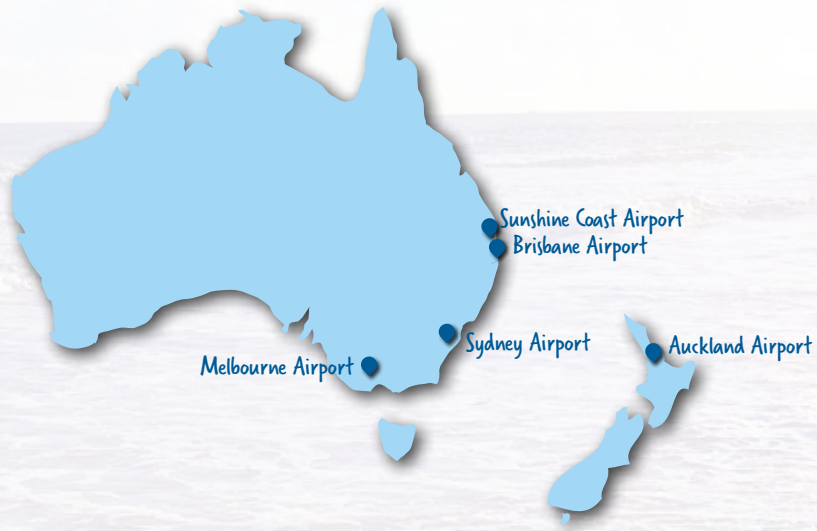 Sunshine Coast Airport
Brisbane Airport
Sydney Airport
Auckland Airport
Melbourne Airport